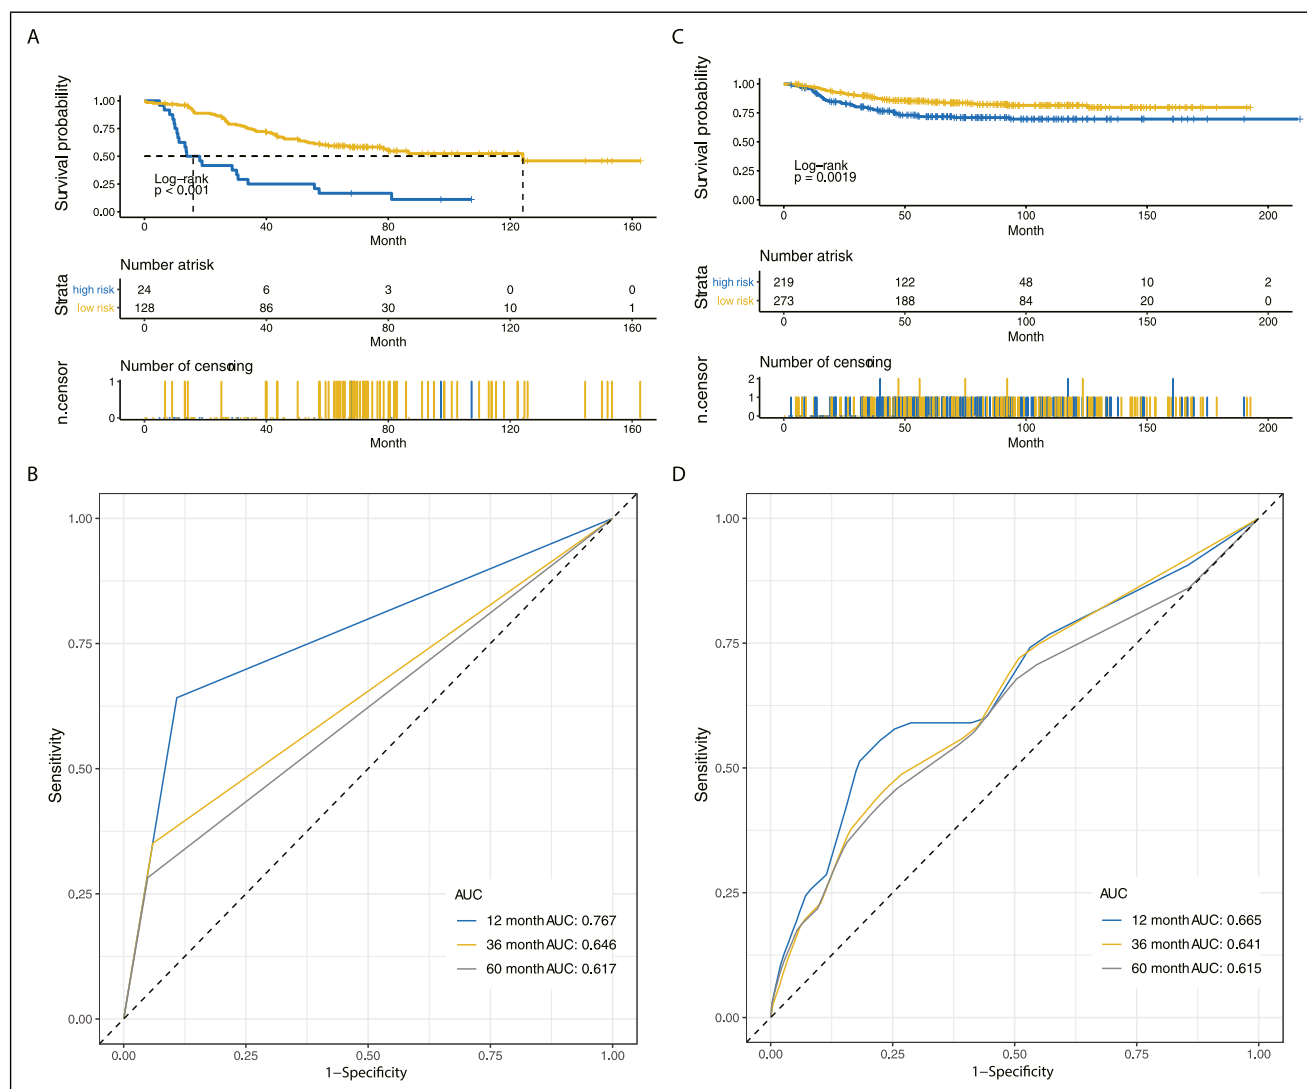 A
Survival probability
1.00
0.75
0.50
0.25
0.00
Log−rank
p < 0.001
0 40 80 120 160
Month
Number atrisk
Strata
high risk 24 6 3 0 0
low risk 128 86 30 10 1
0 40 80 120 160
Month
Number of censoring
n.censor
1
0
0 40 80 120 160
Month
C
Survival probability
1.00
0.75
0.50
0.25
0.00
Log−rank
p = 0.0019
0 50 100 150 200
Month
Number atrisk
Strata
high risk 219 122 48 10 2
low risk 273 188 84 20 0
0 50 100 150 200
Month
Number of censoring
n.censor
2
1
0
0 50 100 150 200
Month
B
Sensitivity
1.00
0.75
0.50
0.25
0.00
AUC
12 month AUC: 0.767
36 month AUC: 0.646
60 month AUC: 0.617
0.00 0.25 0.50 0.75 1.00
1−Specificity
D
Sensitivity
1.00
0.75
0.50
0.25
0.00
AUC
12 month AUC: 0.665
36 month AUC: 0.641
60 month AUC: 0.615
0.00 0.25 0.50 0.75 1.00
1−Specificity